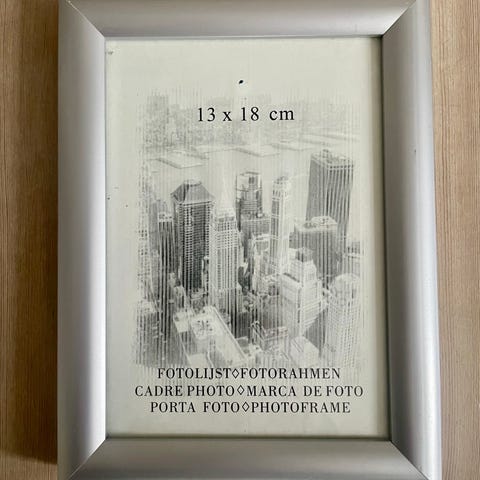 13 x 18 cm
FOTOLIJST◊FOTORAHMEN
CADRE PHOTO◊MARCA DE FOTO
PORTA FOTO◊PHOTOFRAME